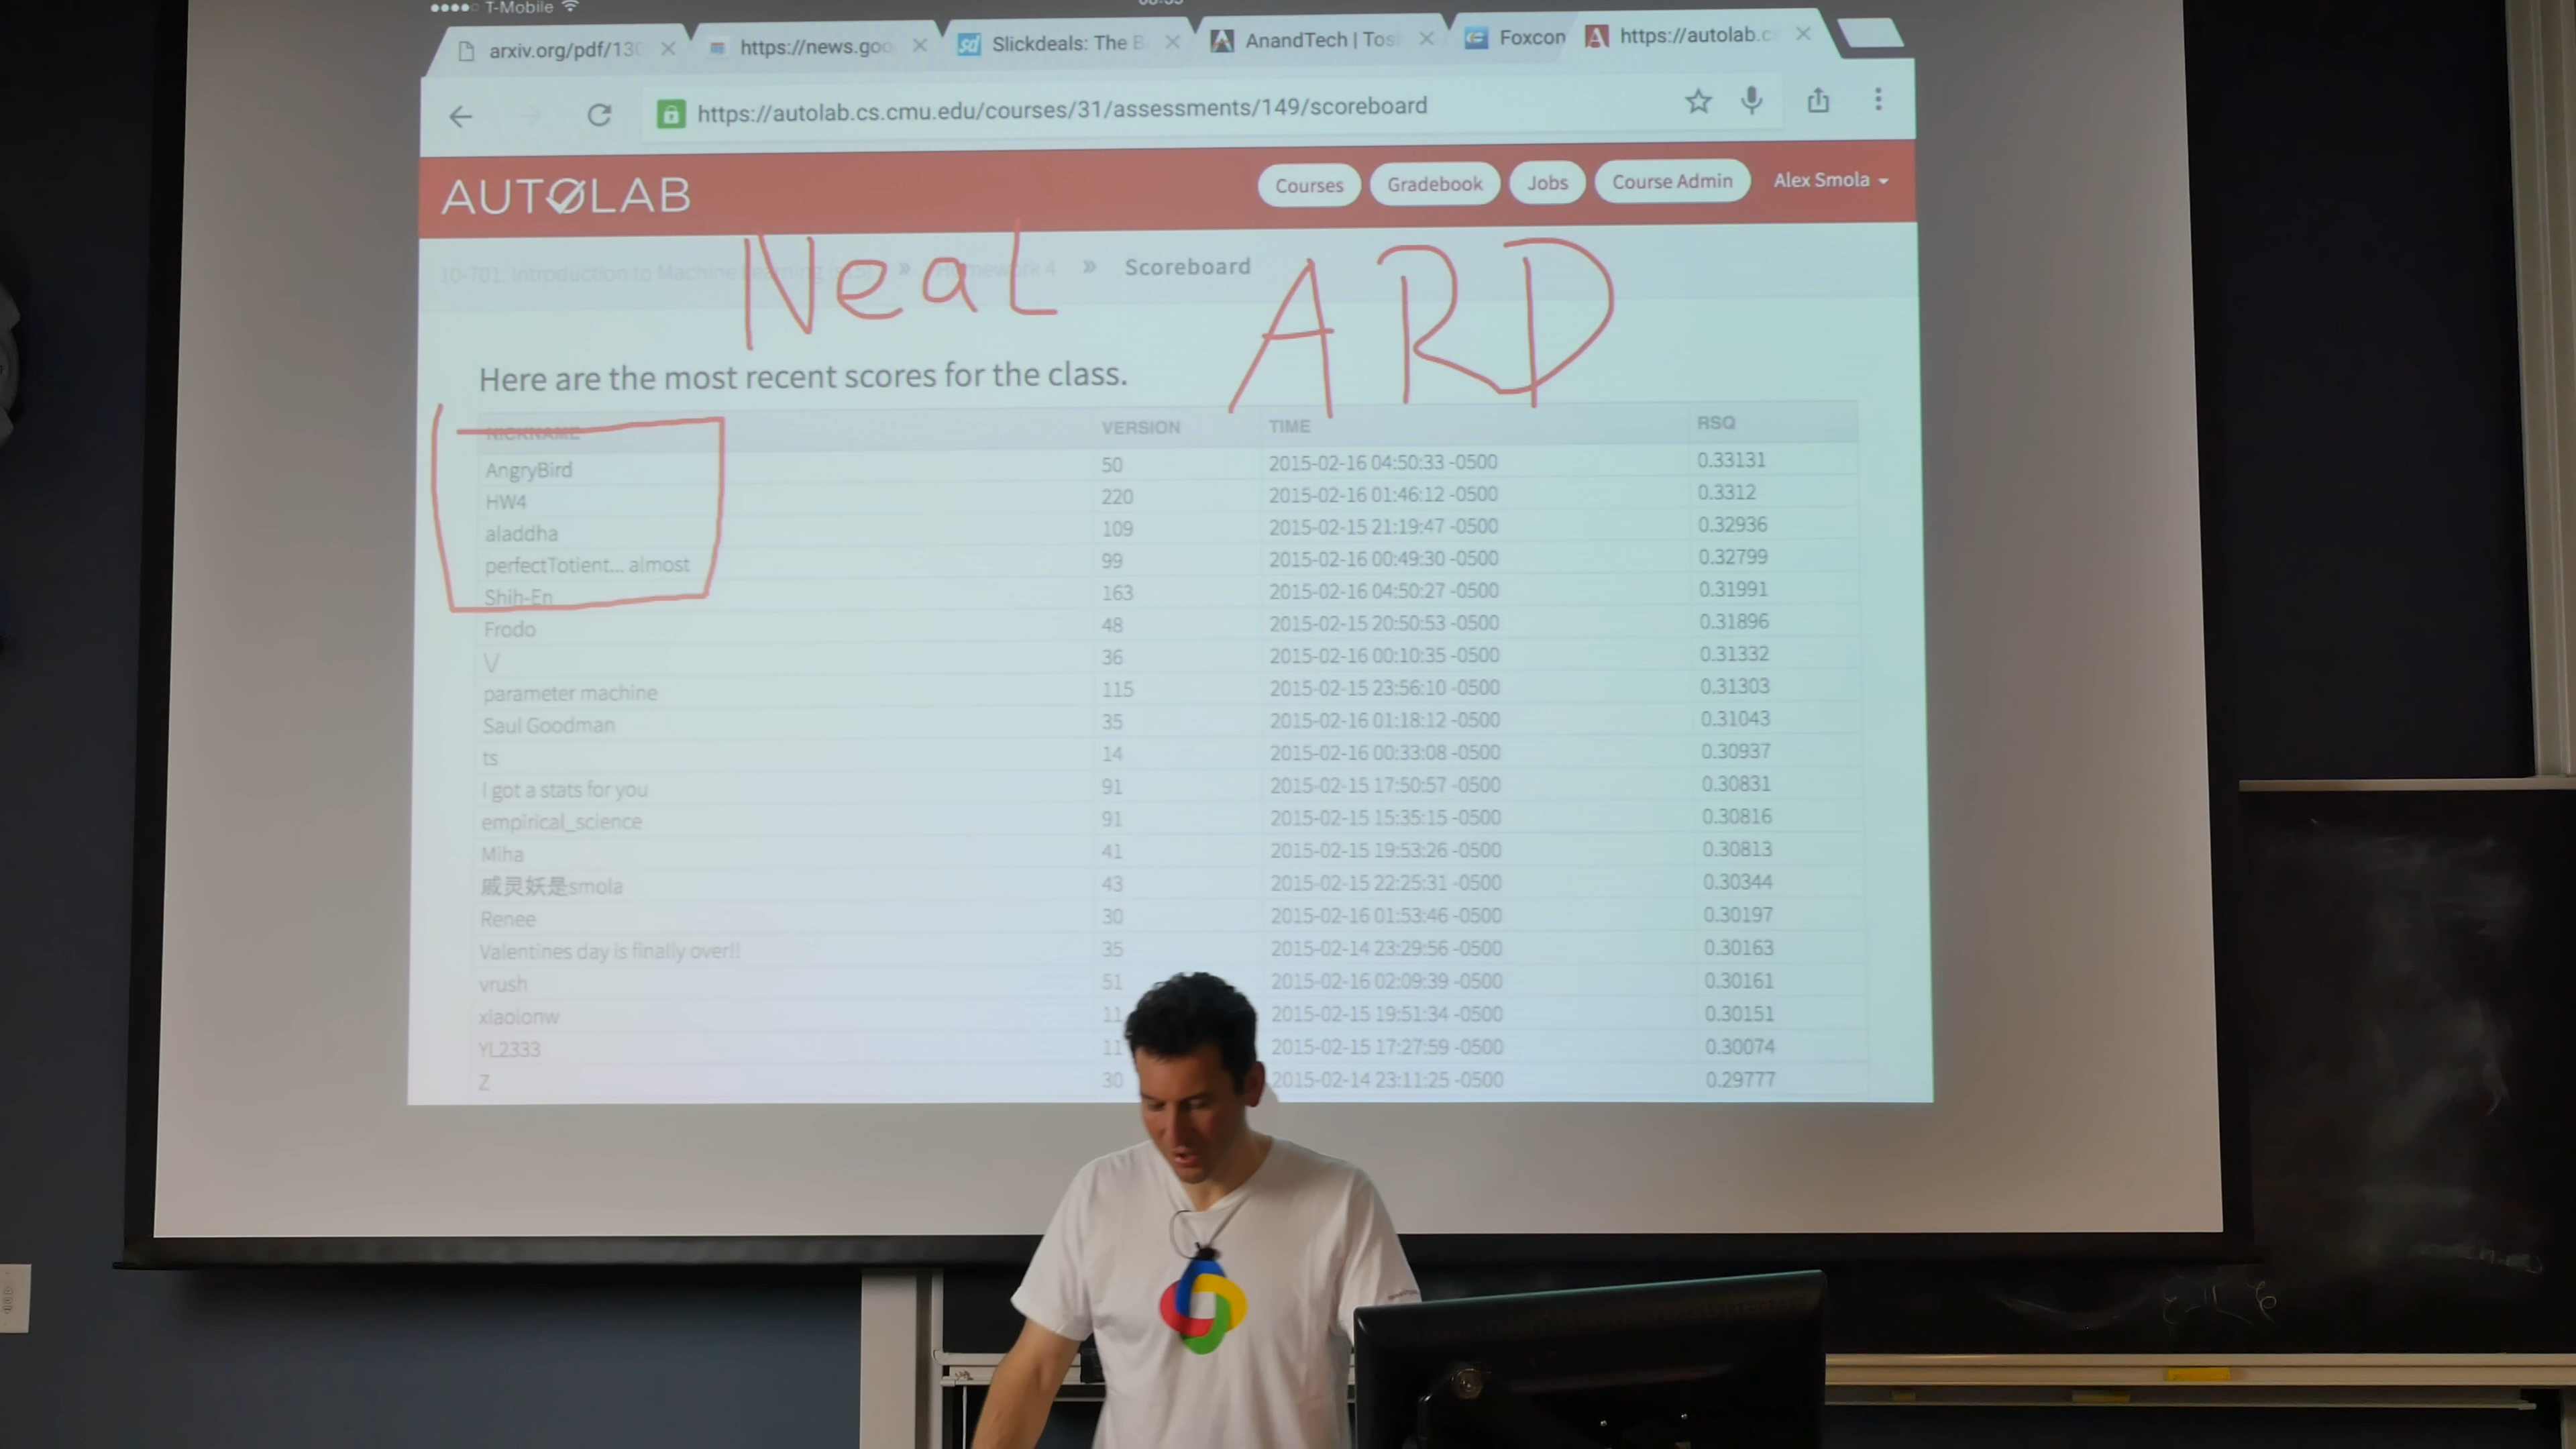 T-Mobile
arxiv.org/pdf/13 https://news.goo Slickdeals: The B AnandTech | Tos Foxcon https://autolab.c
https://autolab.cs.cmu.edu/courses/31/assessments/149/scoreboard
AUTOLAB Courses Gradebook Jobs Course Admin Alex Smola
10-701: Introduction to Machine Learning » Homework 4 » Scoreboard
Neal ARD
Here are the most recent scores for the class.
NICKNAME VERSION TIME RSQ
AngryBird 50 2015-02-16 04:50:33 -0500 0.33131
HW4 220 2015-02-16 01:46:12 -0500 0.3312
aladdha 109 2015-02-15 21:19:47 -0500 0.32936
perfectTotient... almost 99 2015-02-16 00:49:30 -0500 0.32799
Shih-En 163 2015-02-16 04:50:27 -0500 0.31991
Frodo 48 2015-02-15 20:50:53 -0500 0.31896
\/ 36 2015-02-16 00:10:35 -0500 0.31332
parameter machine 115 2015-02-15 23:56:10 -0500 0.31303
Saul Goodman 35 2015-02-16 01:18:12 -0500 0.31043
ts 14 2015-02-16 00:33:08 -0500 0.30937
I got a stats for you 91 2015-02-15 17:50:57 -0500 0.30831
empirical_science 91 2015-02-15 15:35:15 -0500 0.30816
Miha 41 2015-02-15 19:53:26 -0500 0.30813
戚灵妖是smola 43 2015-02-15 22:25:31 -0500 0.30344
Renee 30 2015-02-16 01:53:46 -0500 0.30197
Valentines day is finally over!! 35 2015-02-14 23:29:56 -0500 0.30163
vrush 51 2015-02-16 02:09:39 -0500 0.30161
xiaolonw 11 2015-02-15 19:51:34 -0500 0.30151
YL2333 11 2015-02-15 17:27:59 -0500 0.30074
Z 30 2015-02-14 23:11:25 -0500 0.29777